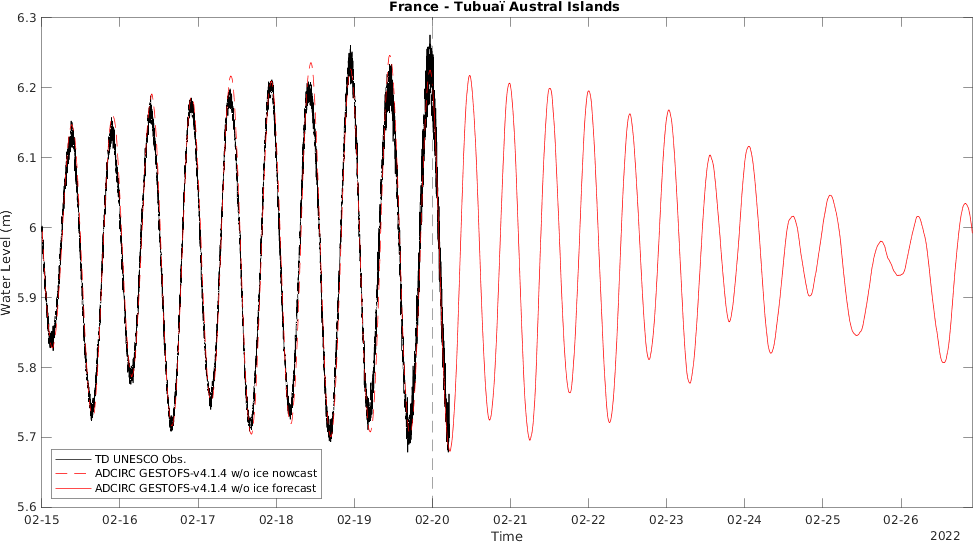 France - Tubuaï Austral Islands
6.3
6.2
6.1
6
5.9
5.8
5.7
5.6
Water Level (m)
TD UNESCO Obs.
ADCIRC GESTOFS-v4.1.4 w/o ice nowcast
ADCIRC GESTOFS-v4.1.4 w/o ice forecast
02-15 02-16 02-17 02-18 02-19 02-20 02-21 02-22 02-23 02-24 02-25 02-26
Time
2022